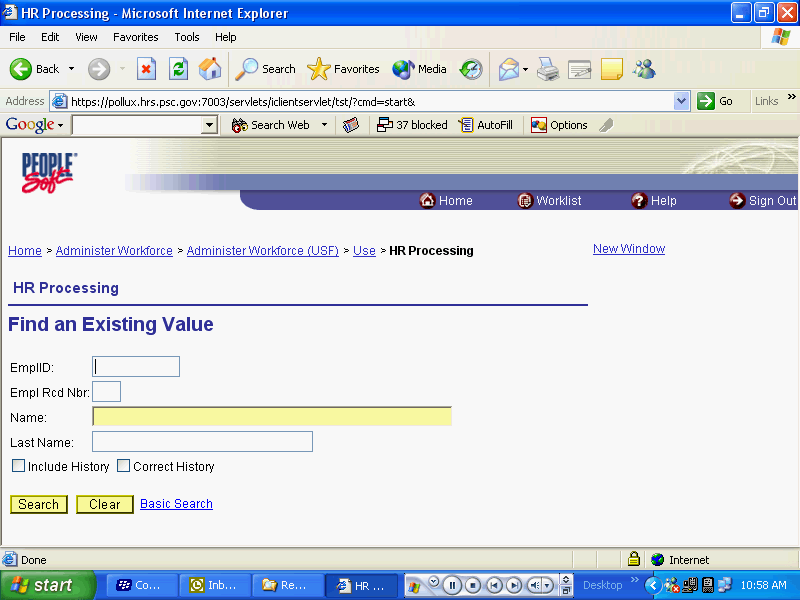 HR Processing - Microsoft Internet Explorer
File Edit View Favorites Tools Help
Back Search Favorites Media
Address https://pollux.hrs.psc.gov:7003/servlets/iclientservlet/tst/?cmd=start& Go Links »
Google Search Web 37 blocked AutoFill Options
PEOPLE
Soft
Home Worklist Help Sign Out
Home > Administer Workforce > Administer Workforce (USF) > Use > HR Processing New Window
HR Processing
Find an Existing Value
EmplID:
Empl Rcd Nbr:
Name:
Last Name:
Include History Correct History
Search Clear Basic Search
Done Internet
start Co... Inb... Re... HR ... Desktop » 10:58 AM